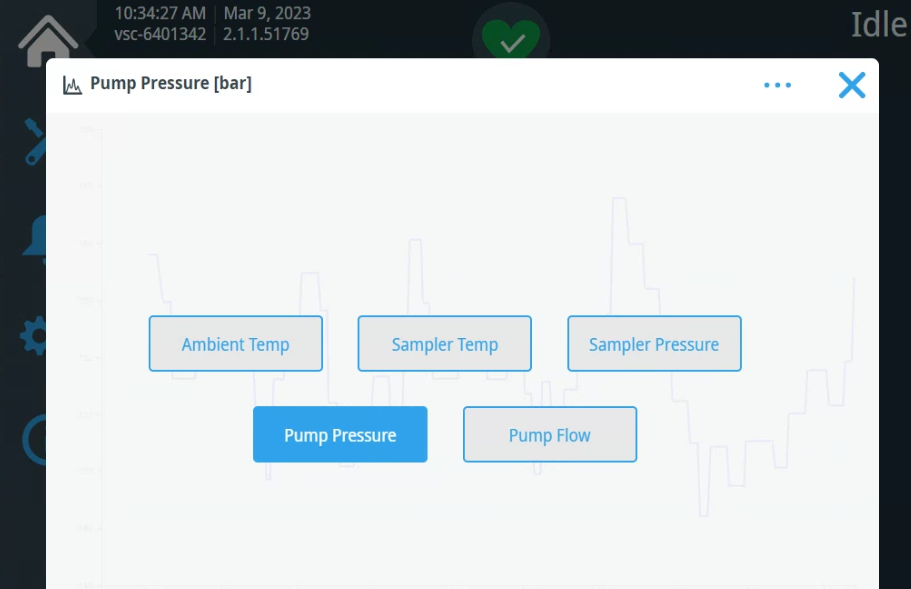 10:34:27 AM | Mar 9, 2023
vsc-6401342 | 2.1.1.51769
Idle
Pump Pressure [bar]
Ambient Temp
Sampler Temp
Sampler Pressure
Pump Pressure
Pump Flow